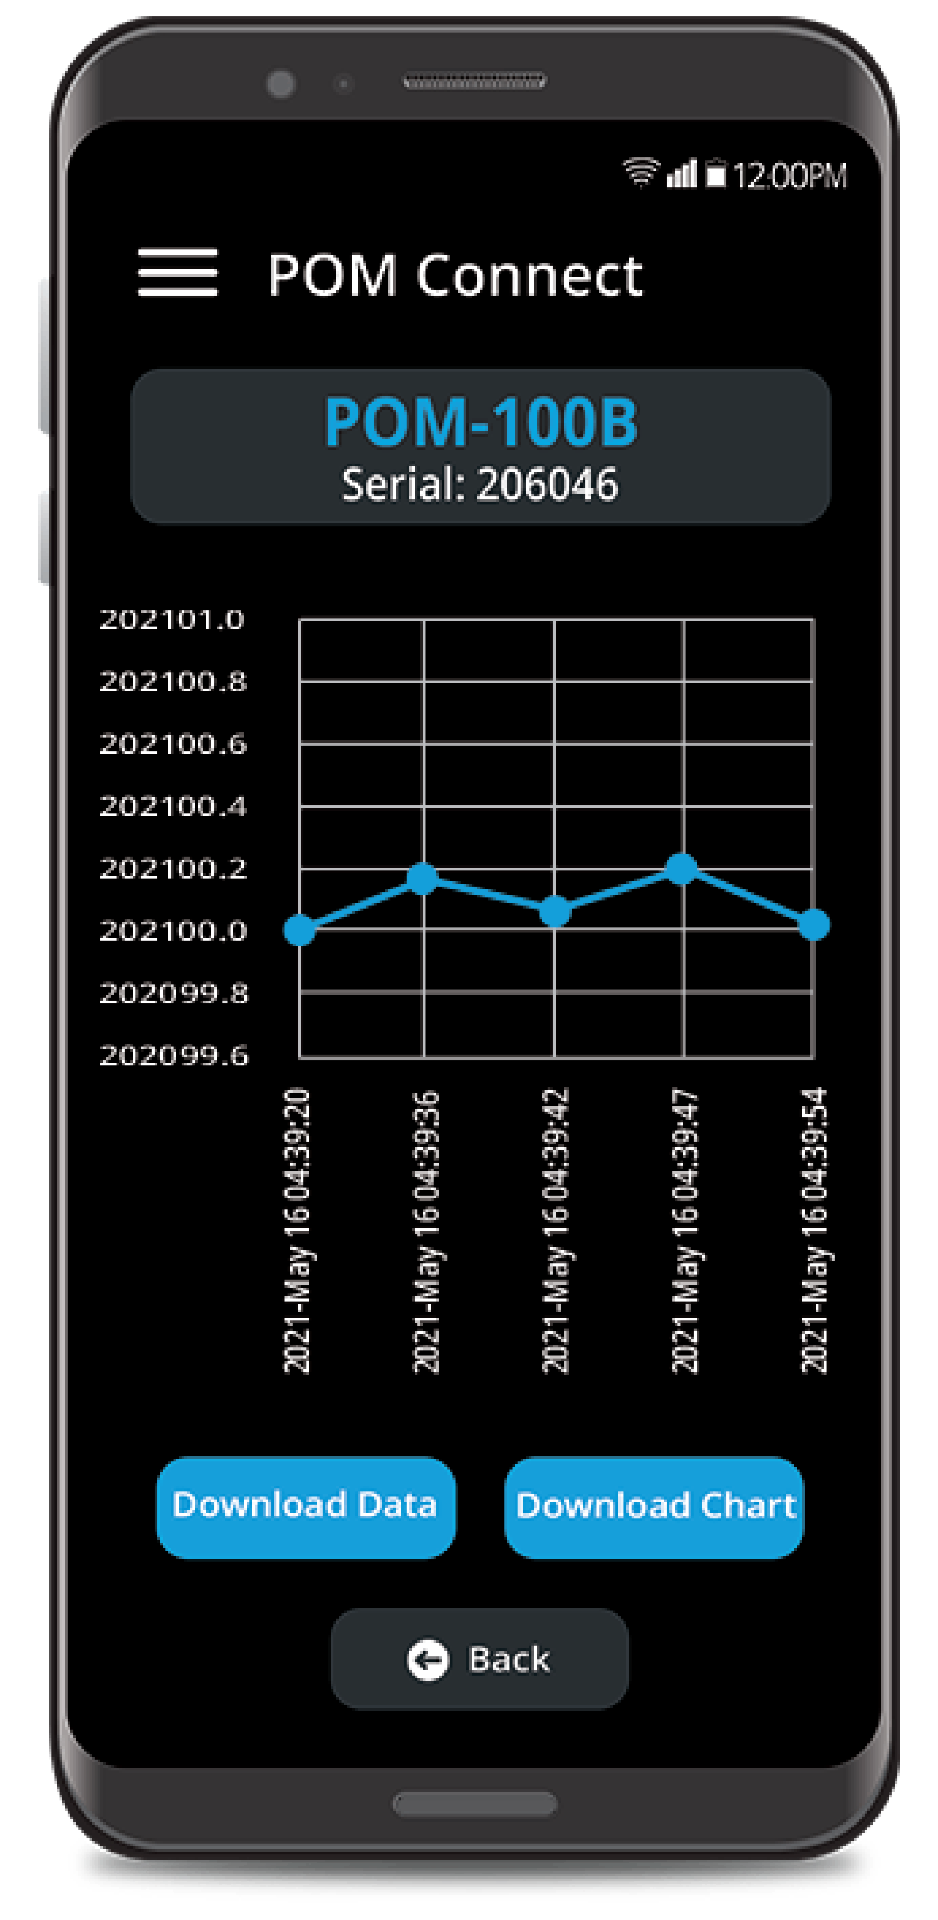 12:00PM
POM Connect
POM-100B
Serial: 206046
202101.0
202100.8
202100.6
202100.4
202100.2
202100.0
202099.8
202099.6
2021-May 16 04:39:20
2021-May 16 04:39:36
2021-May 16 04:39:42
2021-May 16 04:39:47
2021-May 16 04:39:54
Download Data
Download Chart
Back